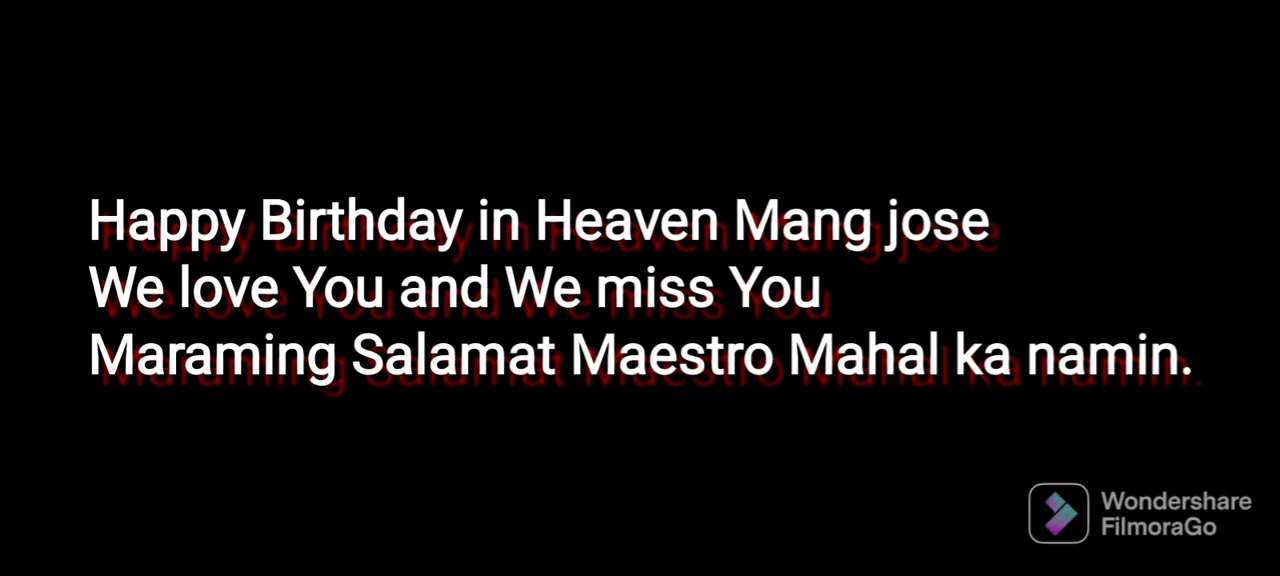 Happy Birthday in Heaven Mang jose
We love You and We miss You
Maraming Salamat Maestro Mahal ka namin.
Wondershare
FilmoraGo